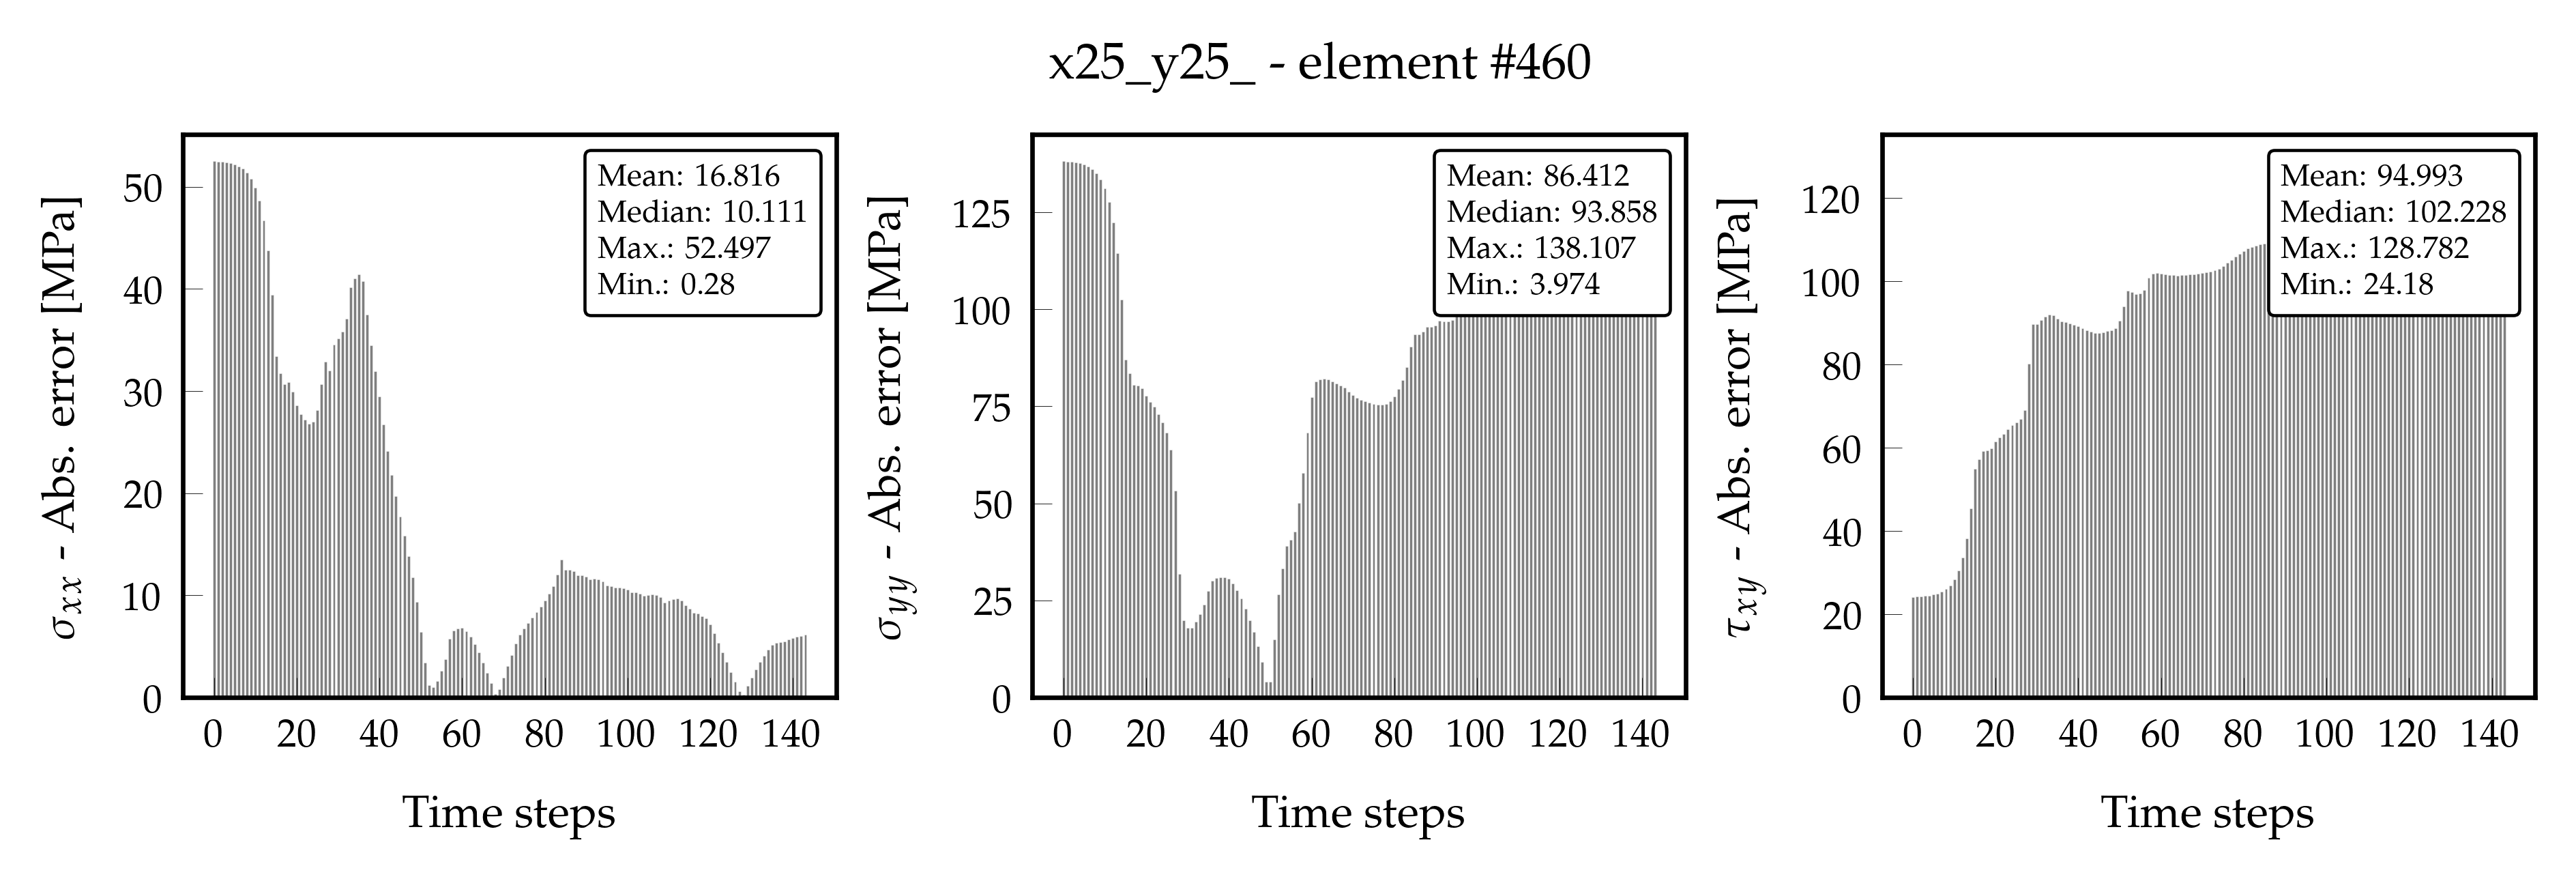 x25_y25_ - element #460
σxx - Abs. error [MPa]
50
40
30
20
10
0
Mean: 16.816
Median: 10.111
Max.: 52.497
Min.: 0.28
0 20 40 60 80 100 120 140
Time steps
σyy - Abs. error [MPa]
125
100
75
50
25
0
Mean: 86.412
Median: 93.858
Max.: 138.107
Min.: 3.974
0 20 40 60 80 100 120 140
Time steps
τxy - Abs. error [MPa]
120
100
80
60
40
20
0
Mean: 94.993
Median: 102.228
Max.: 128.782
Min.: 24.18
0 20 40 60 80 100 120 140
Time steps